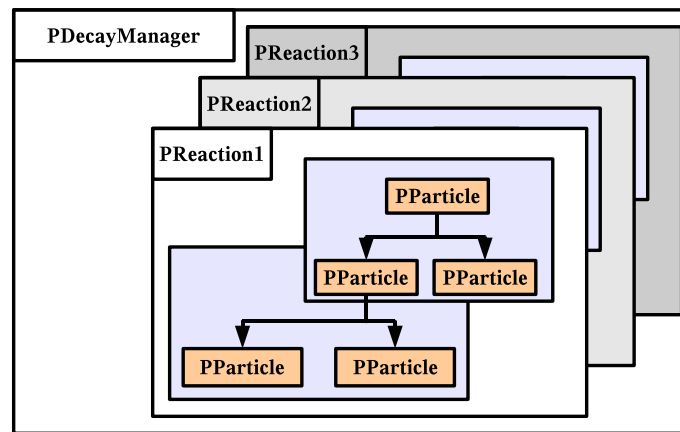 PDecayManager
PReaction3
PReaction2
PReaction1
PParticle
PParticle PParticle
PParticle PParticle